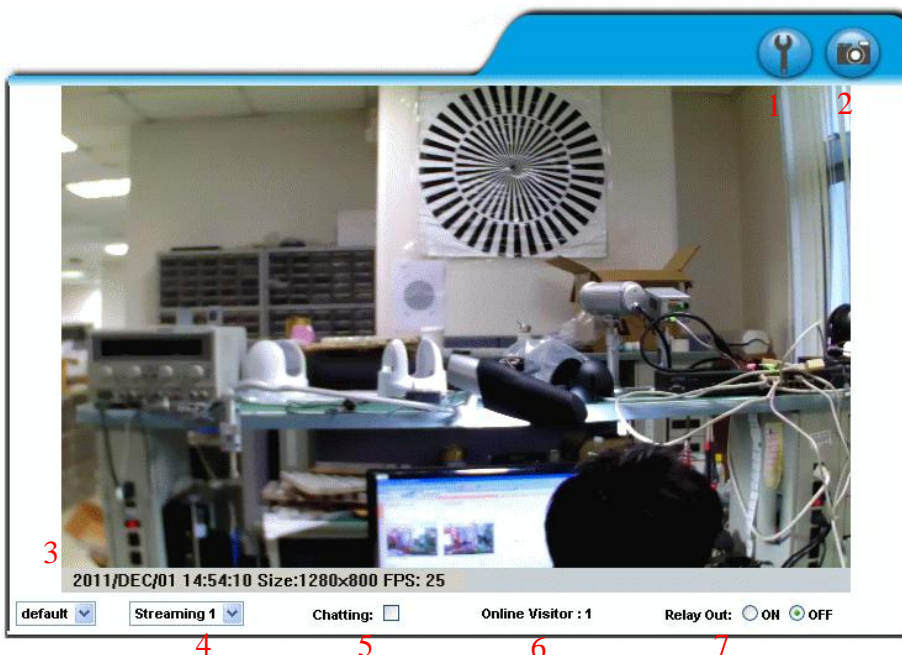 1 2
3
2011/DEC/01 14:54:10 Size:1280x800 FPS: 25
default Streaming 1 Chatting: Online Visitor : 1 Relay Out: ON OFF
4 5 6 7